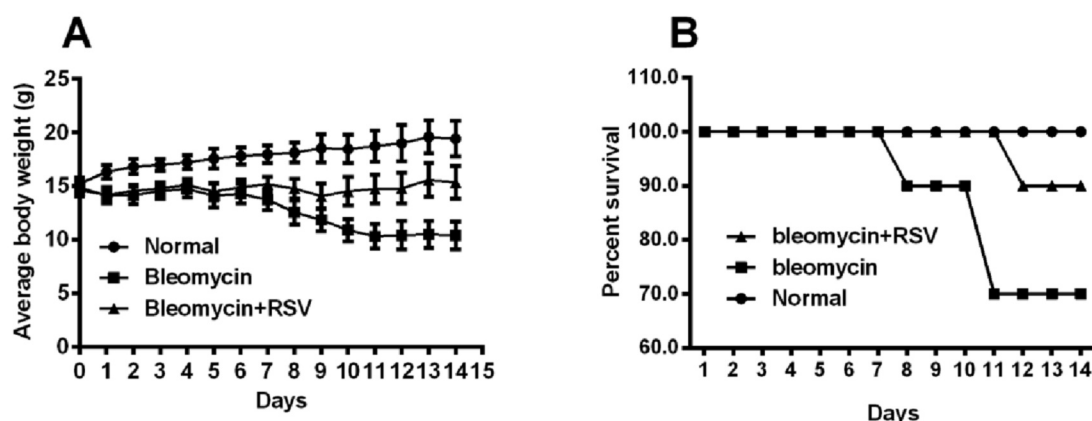 A
Average body weight (g)
25
20
15
10
5
0
Normal
Bleomycin
Bleomycin+RSV
0 1 2 3 4 5 6 7 8 9 10 11 12 13 14 15
Days
B
Percent survival
110.0
100.0
90.0
80.0
70.0
60.0
bleomycin+RSV
bleomycin
Normal
1 2 3 4 5 6 7 8 9 10 11 12 13 14
Days